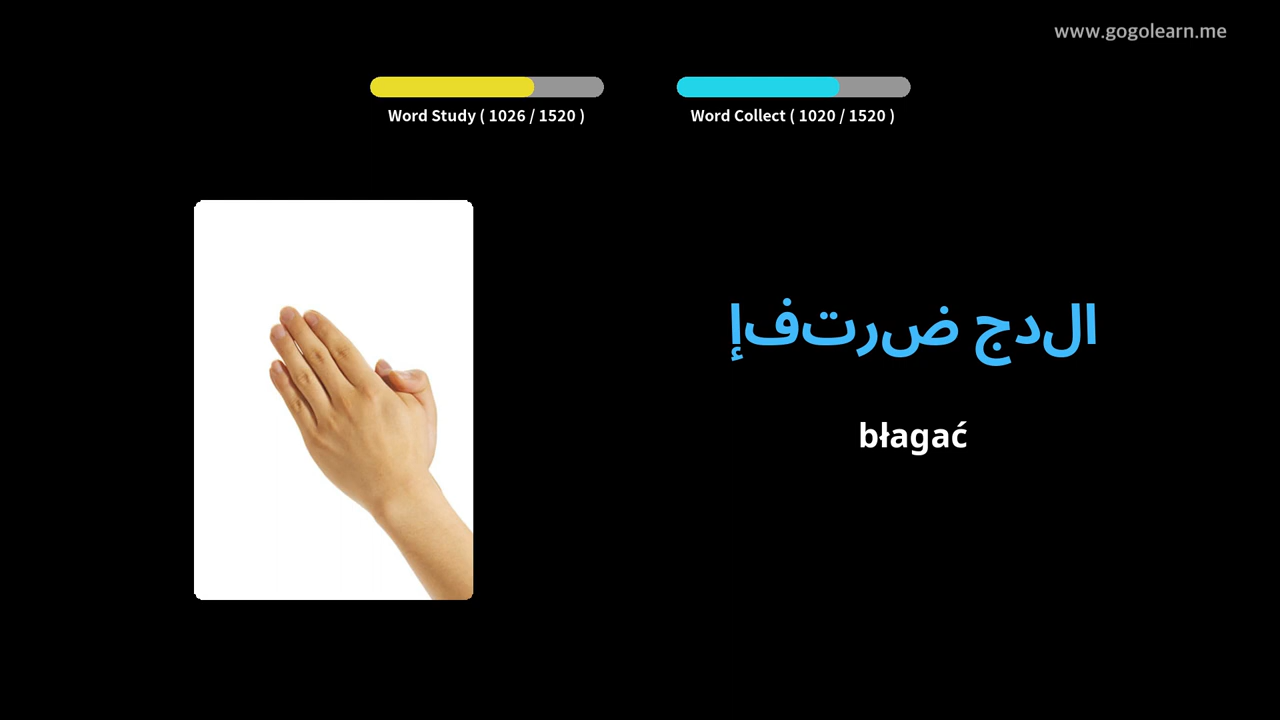 www.gogolearn.me
Word Study ( 1026 / 1520 )
Word Collect ( 1020 / 1520 )
الدج ضرتفإ
błagać